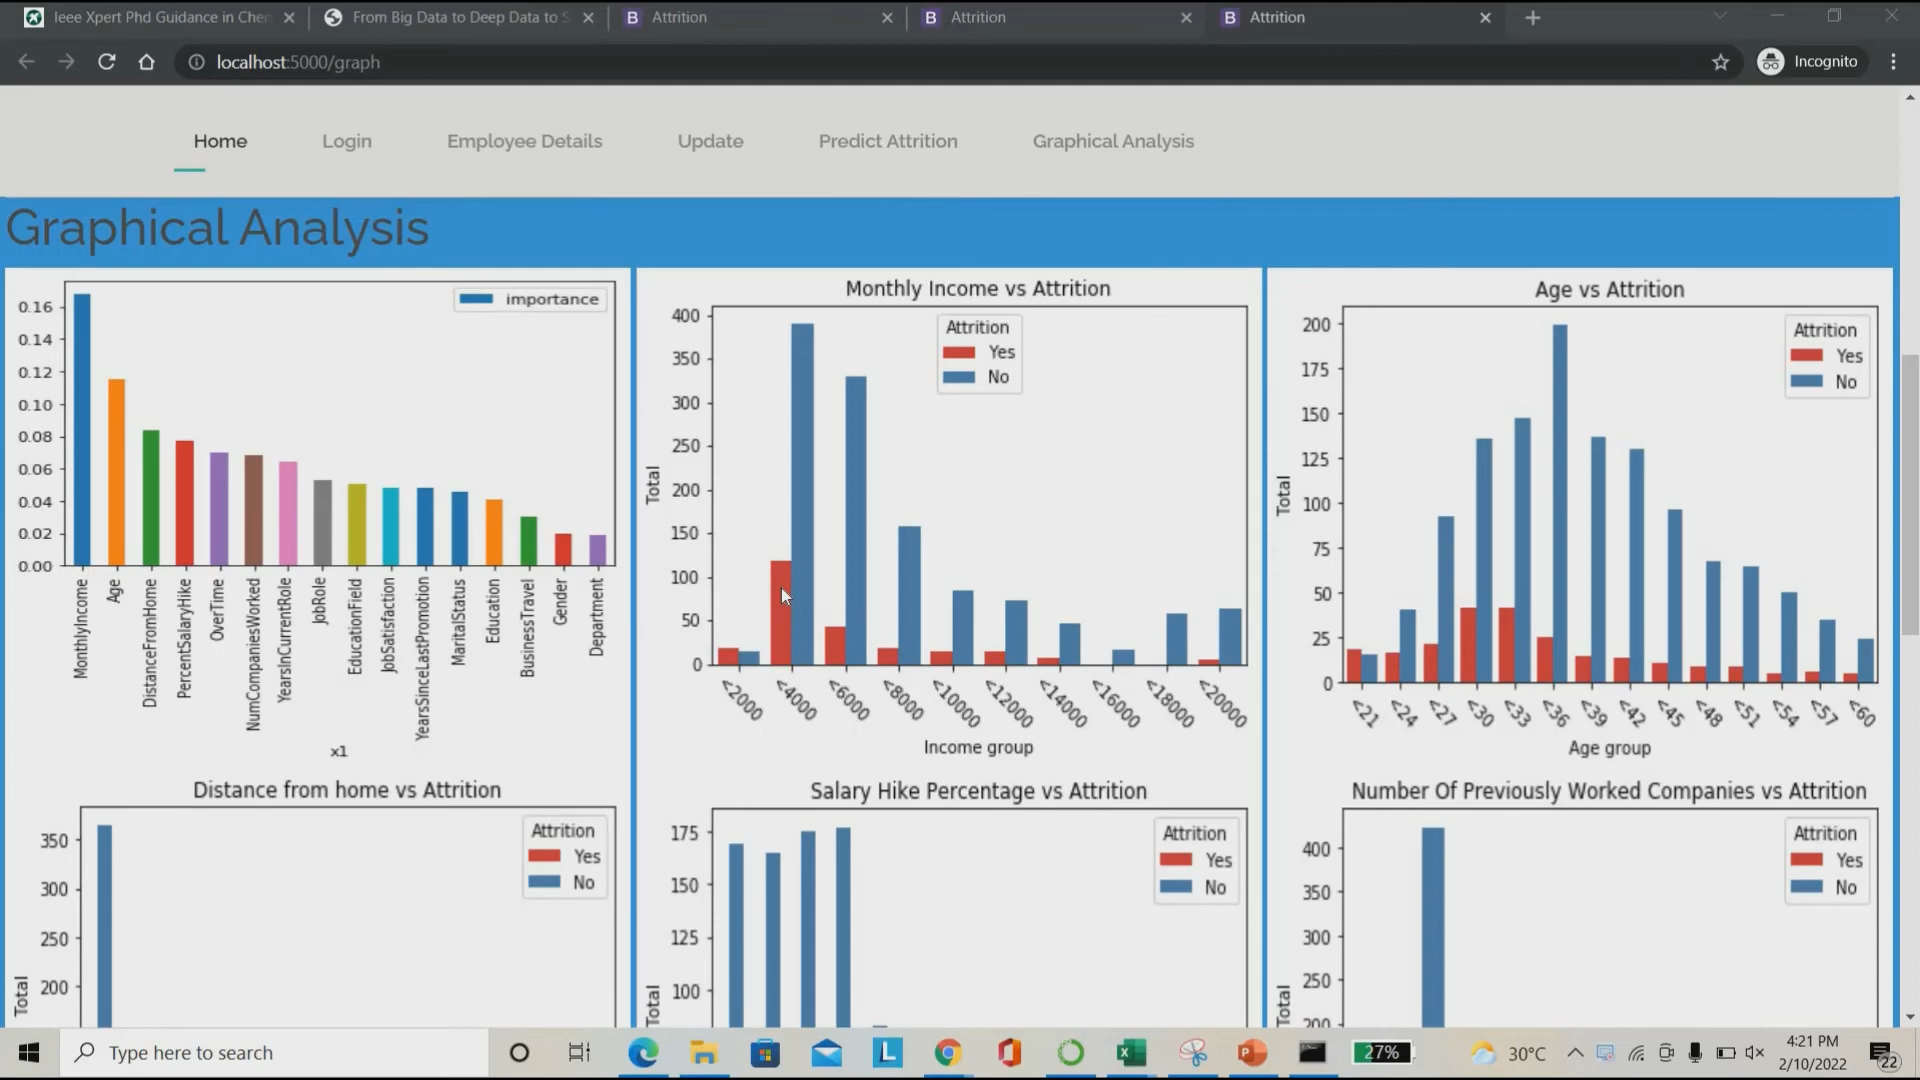 Ieee Xpert Phd Guidance in Chen
From Big Data to Deep Data to S
Attrition
Attrition
Attrition
localhost:5000/graph
Incognito
Home
Login
Employee Details
Update
Predict Attrition
Graphical Analysis
Graphical Analysis
importance
0.16
0.14
0.12
0.10
0.08
0.06
0.04
0.02
0.00
MonthlyIncome
Age
DistanceFromHome
PercentSalaryHike
OverTime
NumCompaniesWorked
YearsInCurrentRole
JobRole
EducationField
JobSatisfaction
YearsSinceLastPromotion
MaritalStatus
Education
BusinessTravel
Gender
Department
x1
Monthly Income vs Attrition
Attrition
Yes
No
400
350
300
250
200
150
100
50
0
Total
<2000
<4000
<6000
<8000
<10000
<12000
<14000
<16000
<18000
<20000
Income group
Age vs Attrition
Attrition
Yes
No
200
175
150
125
100
75
50
25
0
Total
<21
<24
<27
<30
<33
<36
<39
<42
<45
<48
<51
<54
<57
<60
Age group
Distance from home vs Attrition
Attrition
Yes
No
350
300
250
200
Total
Salary Hike Percentage vs Attrition
Attrition
Yes
No
175
150
125
100
Total
Number Of Previously Worked Companies vs Attrition
Attrition
Yes
No
400
350
300
250
200
Total
Type here to search
27%
30°C
4:21 PM
2/10/2022
22